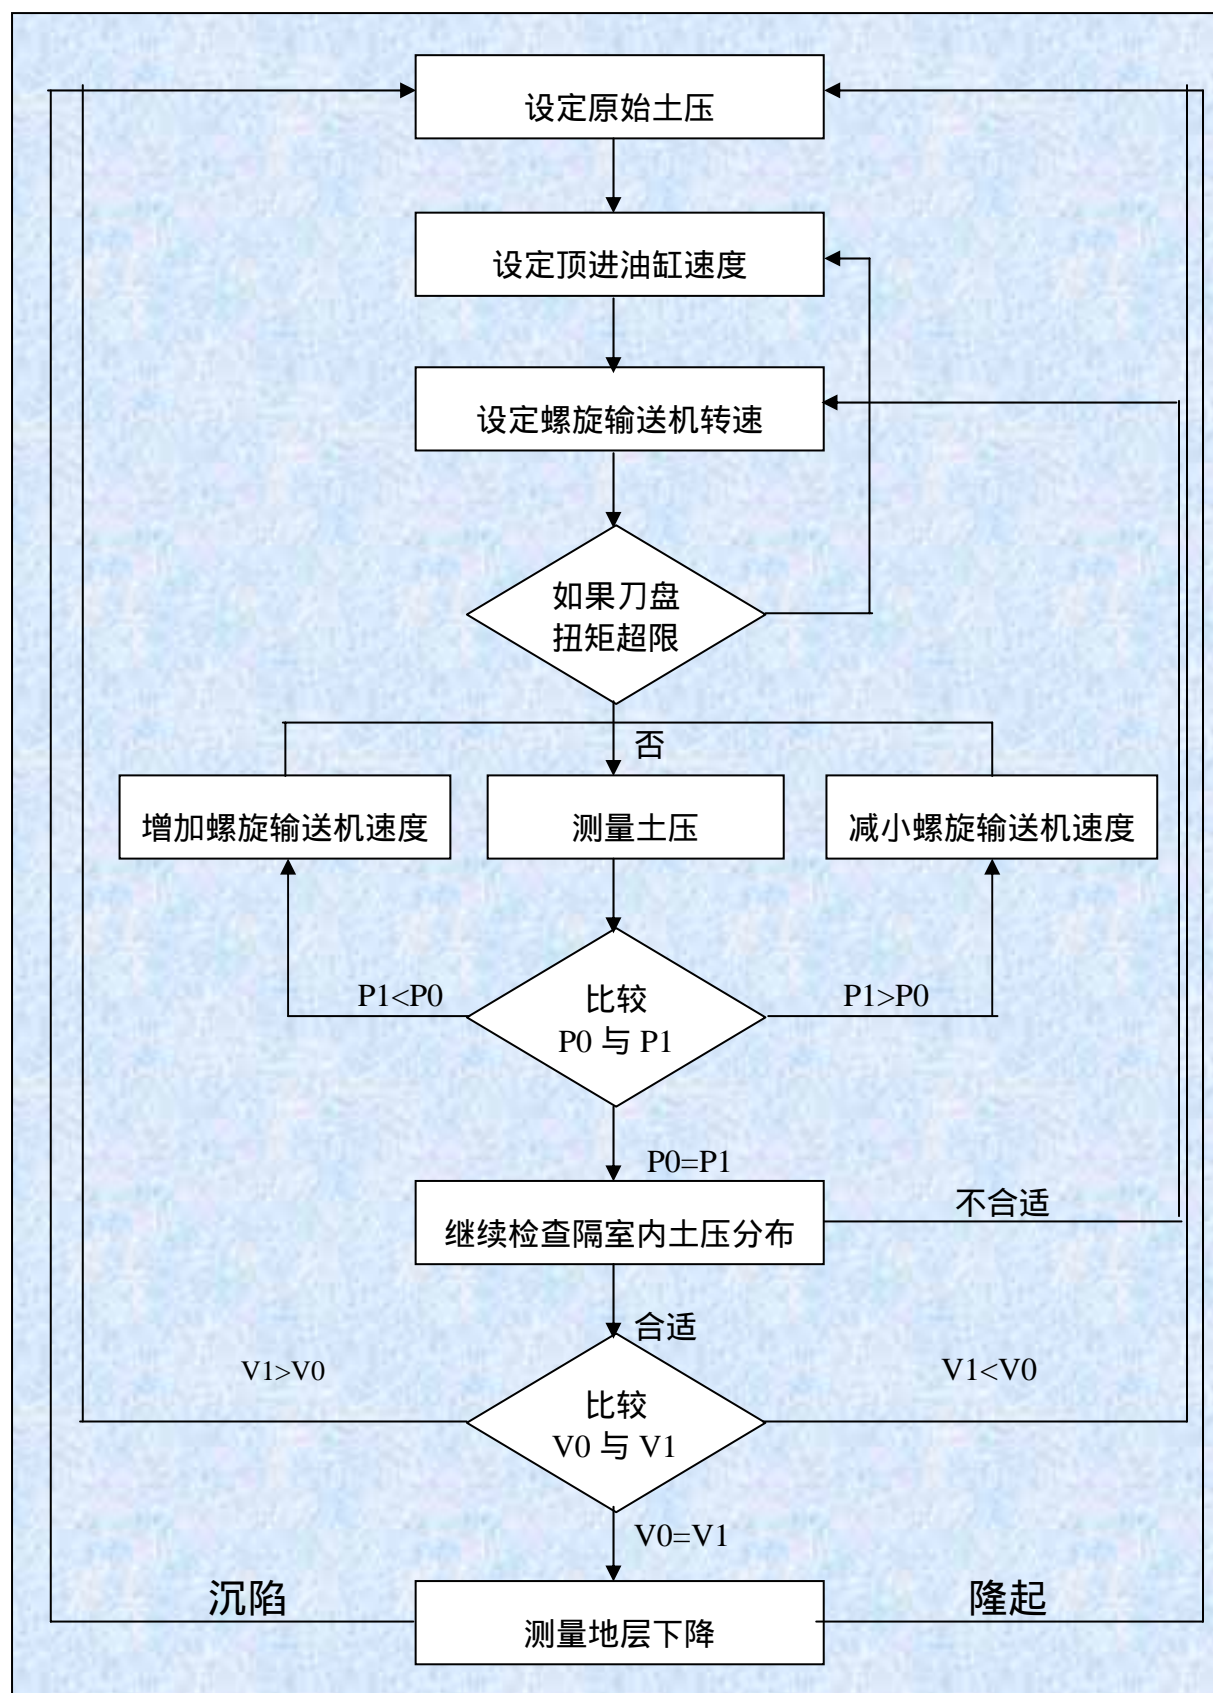 设定原始土压
设定顶进油缸速度
设定螺旋输送机转速
如果刀盘
扭矩超限
否
增加螺旋输送机速度
测量土压
减小螺旋输送机速度
P1<P0
比较
P0 与 P1
P1>P0
P0=P1
继续检查隔室内土压分布
不合适
合适
V1>V0
比较
V0 与 V1
V1<V0
V0=V1
沉陷
测量地层下降
隆起